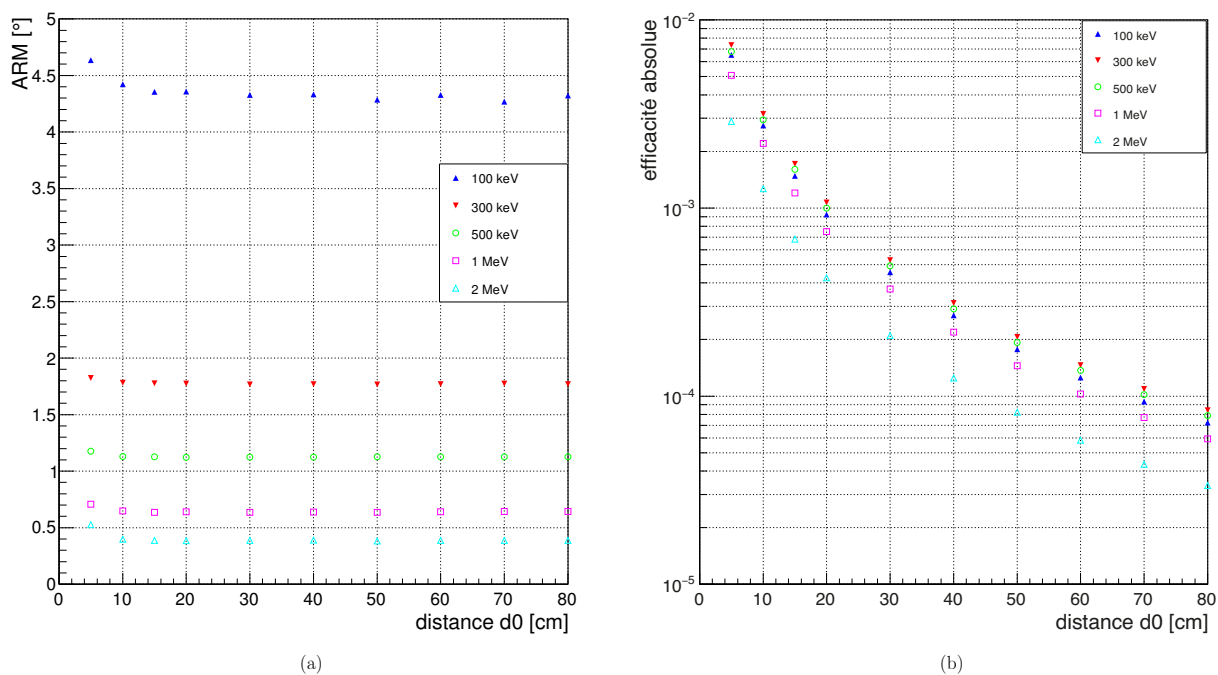 ARM [°]
5
4.5
4
3.5
3
2.5
2
1.5
1
0.5
0
100 keV
300 keV
500 keV
1 MeV
2 MeV
0 10 20 30 40 50 60 70 80
distance d0 [cm]
(a)
efficacité absolue
10−2
10−3
10−4
10−5
100 keV
300 keV
500 keV
1 MeV
2 MeV
0 10 20 30 40 50 60 70 80
distance d0 [cm]
(b)